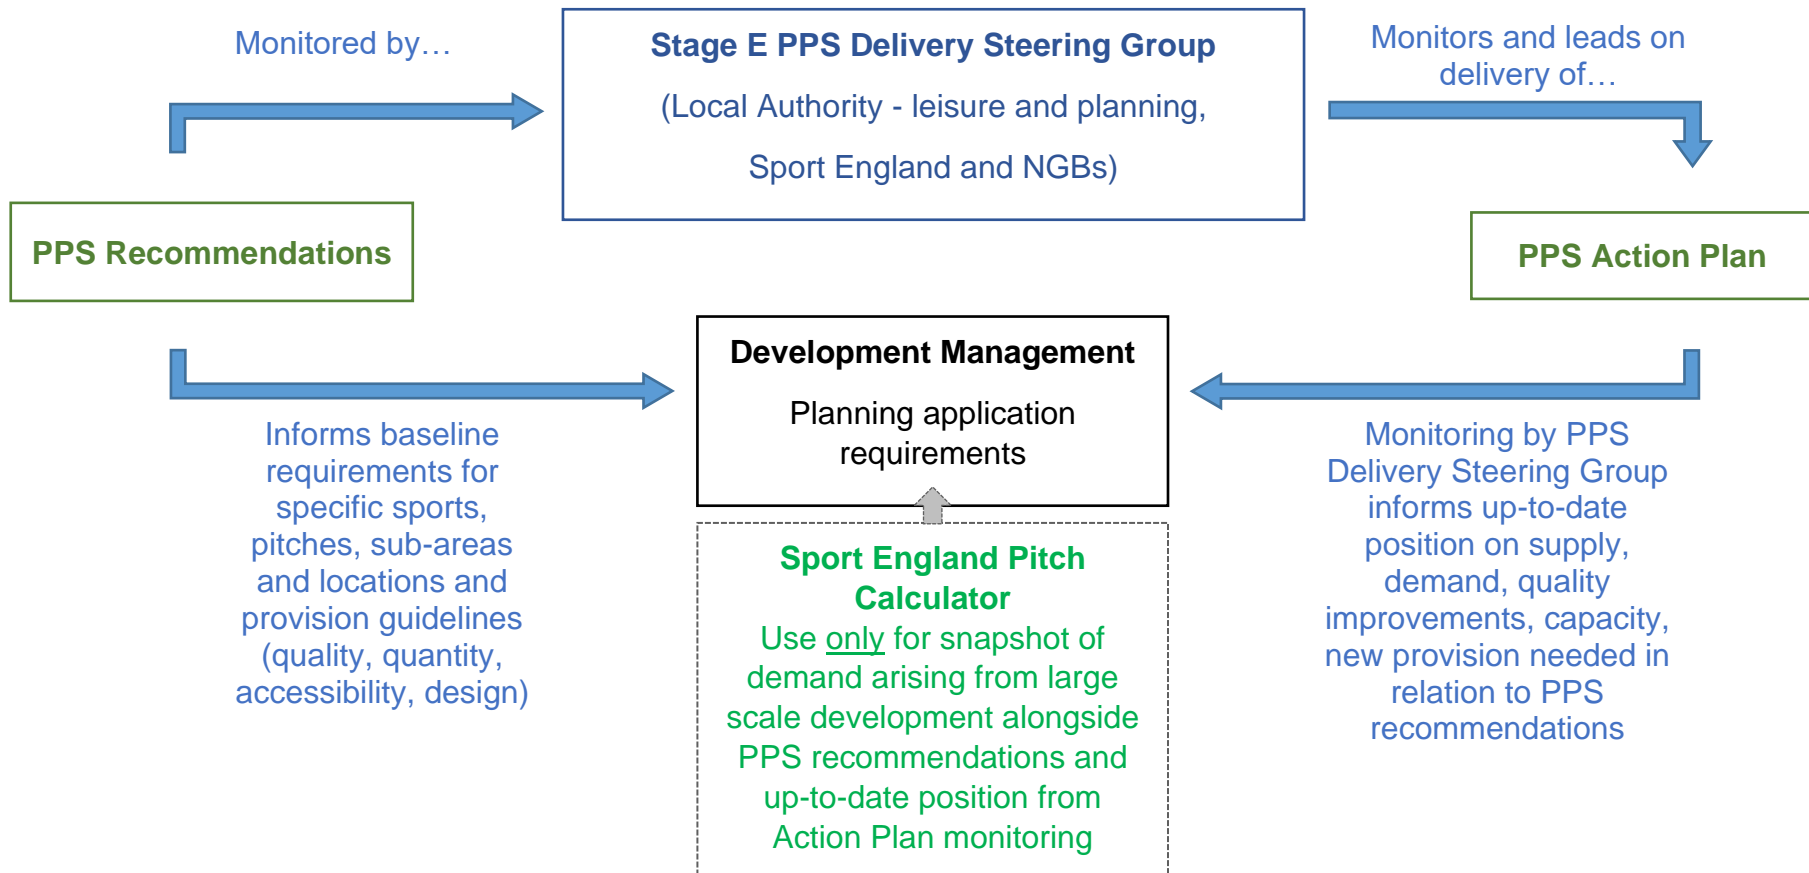 Monitored by…
Stage E PPS Delivery Steering Group
(Local Authority - leisure and planning,
Sport England and NGBs)
Monitors and leads on
delivery of…
PPS Recommendations
PPS Action Plan
Development Management
Planning application
requirements
Informs baseline
requirements for
specific sports,
pitches, sub-areas
and locations and
provision guidelines
(quality, quantity,
accessibility, design)
Sport England Pitch
Calculator
Use only for snapshot of
demand arising from large
scale development alongside
PPS recommendations and
up-to-date position from
Action Plan monitoring
Monitoring by PPS
Delivery Steering Group
informs up-to-date
position on supply,
demand, quality
improvements, capacity,
new provision needed in
relation to PPS
recommendations